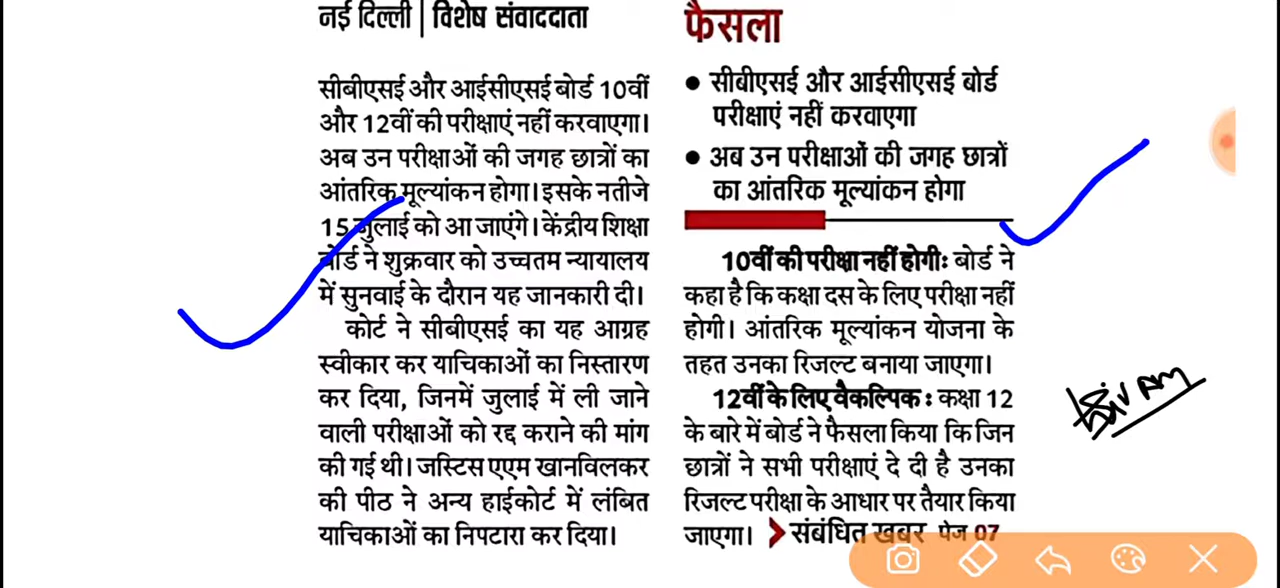 नई दिल्ली | विशेष संवाददाता
सीबीएसई और आईसीएसई बोर्ड 10वीं
और 12वीं की परीक्षाएं नहीं करवाएगा।
अब उन परीक्षाओं की जगह छात्रों का
आंतरिक मूल्यांकन होगा। इसके नतीजे
15 जुलाई को आ जाएंगे। केंद्रीय शिक्षा
बोर्ड ने शुक्रवार को उच्चतम न्यायालय
में सुनवाई के दौरान यह जानकारी दी।
कोर्ट ने सीबीएसई का यह आग्रह
स्वीकार कर याचिकाओं का निस्तारण
कर दिया, जिनमें जुलाई में ली जाने
वाली परीक्षाओं को रद्द कराने की मांग
की गई थी। जस्टिस एएम खानविलकर
की पीठ ने अन्य हाईकोर्ट में लंबित
याचिकाओं का निपटारा कर दिया।
फैसला
● सीबीएसई और आईसीएसई बोर्ड
परीक्षाएं नहीं करवाएगा
● अब उन परीक्षाओं की जगह छात्रों
का आंतरिक मूल्यांकन होगा
10वीं की परीक्षा नहीं होगीः बोर्ड ने
कहा है कि कक्षा दस के लिए परीक्षा नहीं
होगी। आंतरिक मूल्यांकन योजना के
तहत उनका रिजल्ट बनाया जाएगा।
12वीं के लिए वैकल्पिक : कक्षा 12
के बारे में बोर्ड ने फैसला किया कि जिन
छात्रों ने सभी परीक्षाएं दे दी है उनका
रिजल्ट परीक्षा के आधार पर तैयार किया
जाएगा। संबंधित खबर पेज 07